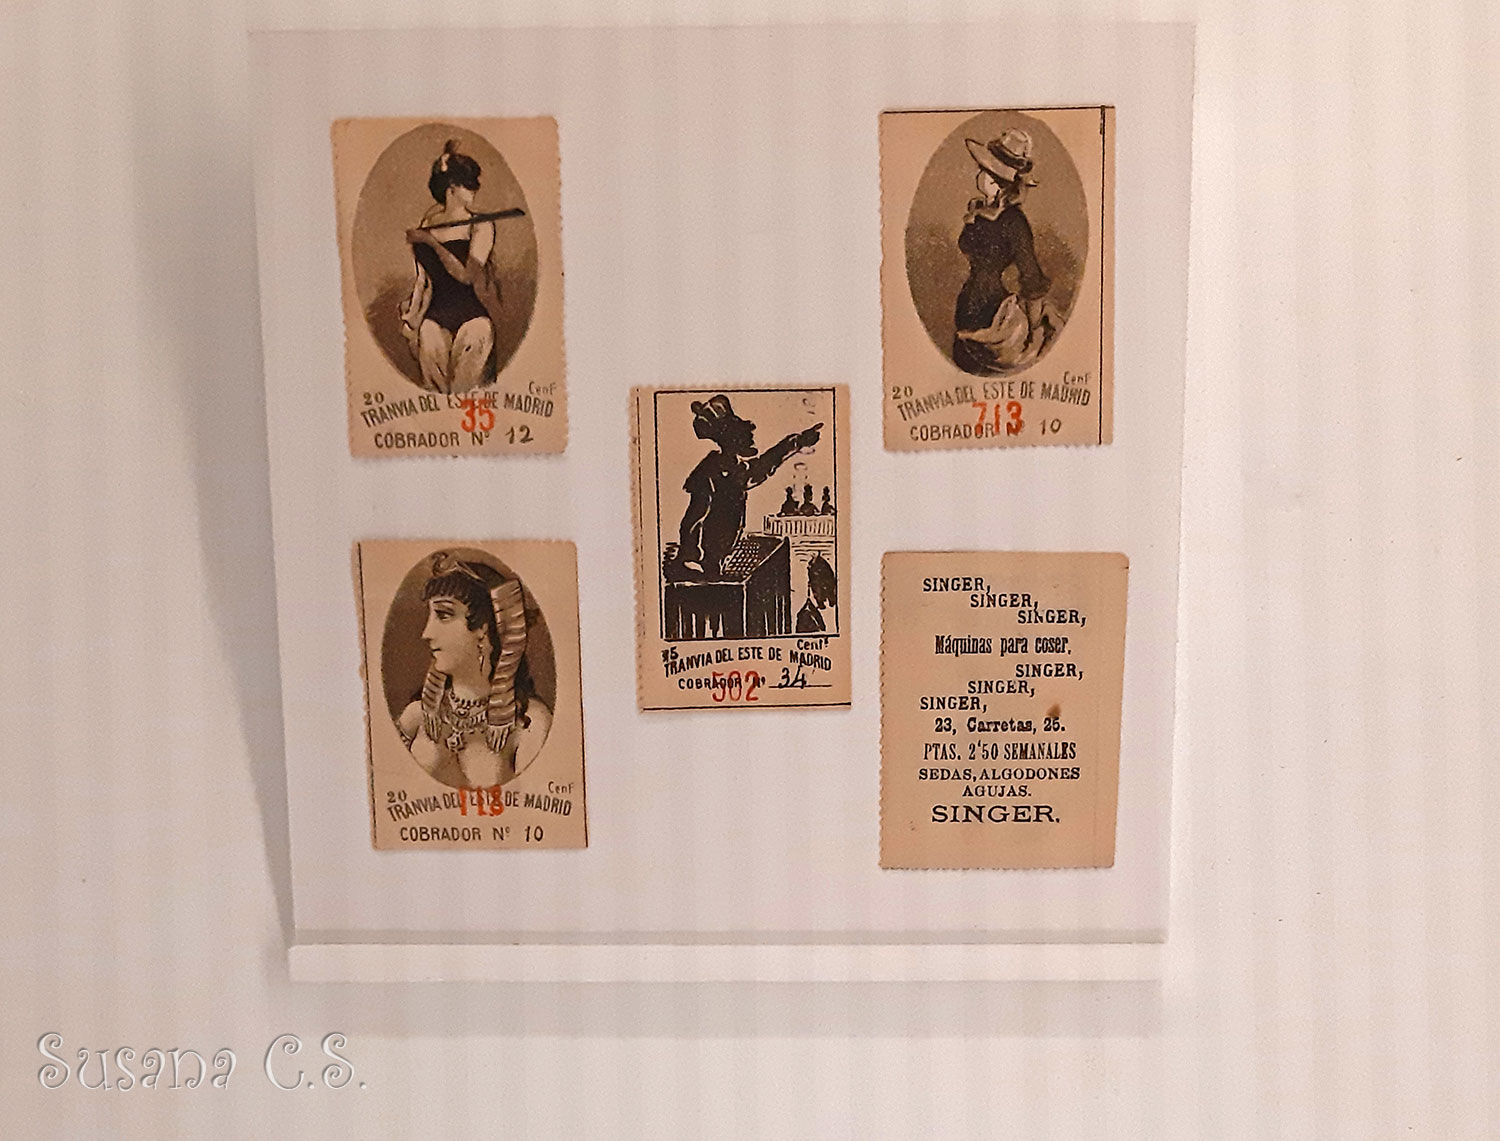 20 Cent
TRANVIA DEL ESTE DE MADRID
35
COBRADOR Nº 12
20 Cent
TRANVIA DEL ESTE DE MADRID
713
COBRADOR Nº 10
Cents
TRANVIA DEL ESTE DE MADRID
502
COBRADOR Nº 34
20 Cent
TRANVIA DEL ESTE DE MADRID
COBRADOR Nº 10
SINGER,
SINGER,
SINGER,
Máquinas para coser.
SINGER,
SINGER,
SINGER,
23, Carretas, 25.
PTAS. 2'50 SEMANALES
SEDAS, ALGODONES
AGUJAS.
SINGER.
Susana C.S.